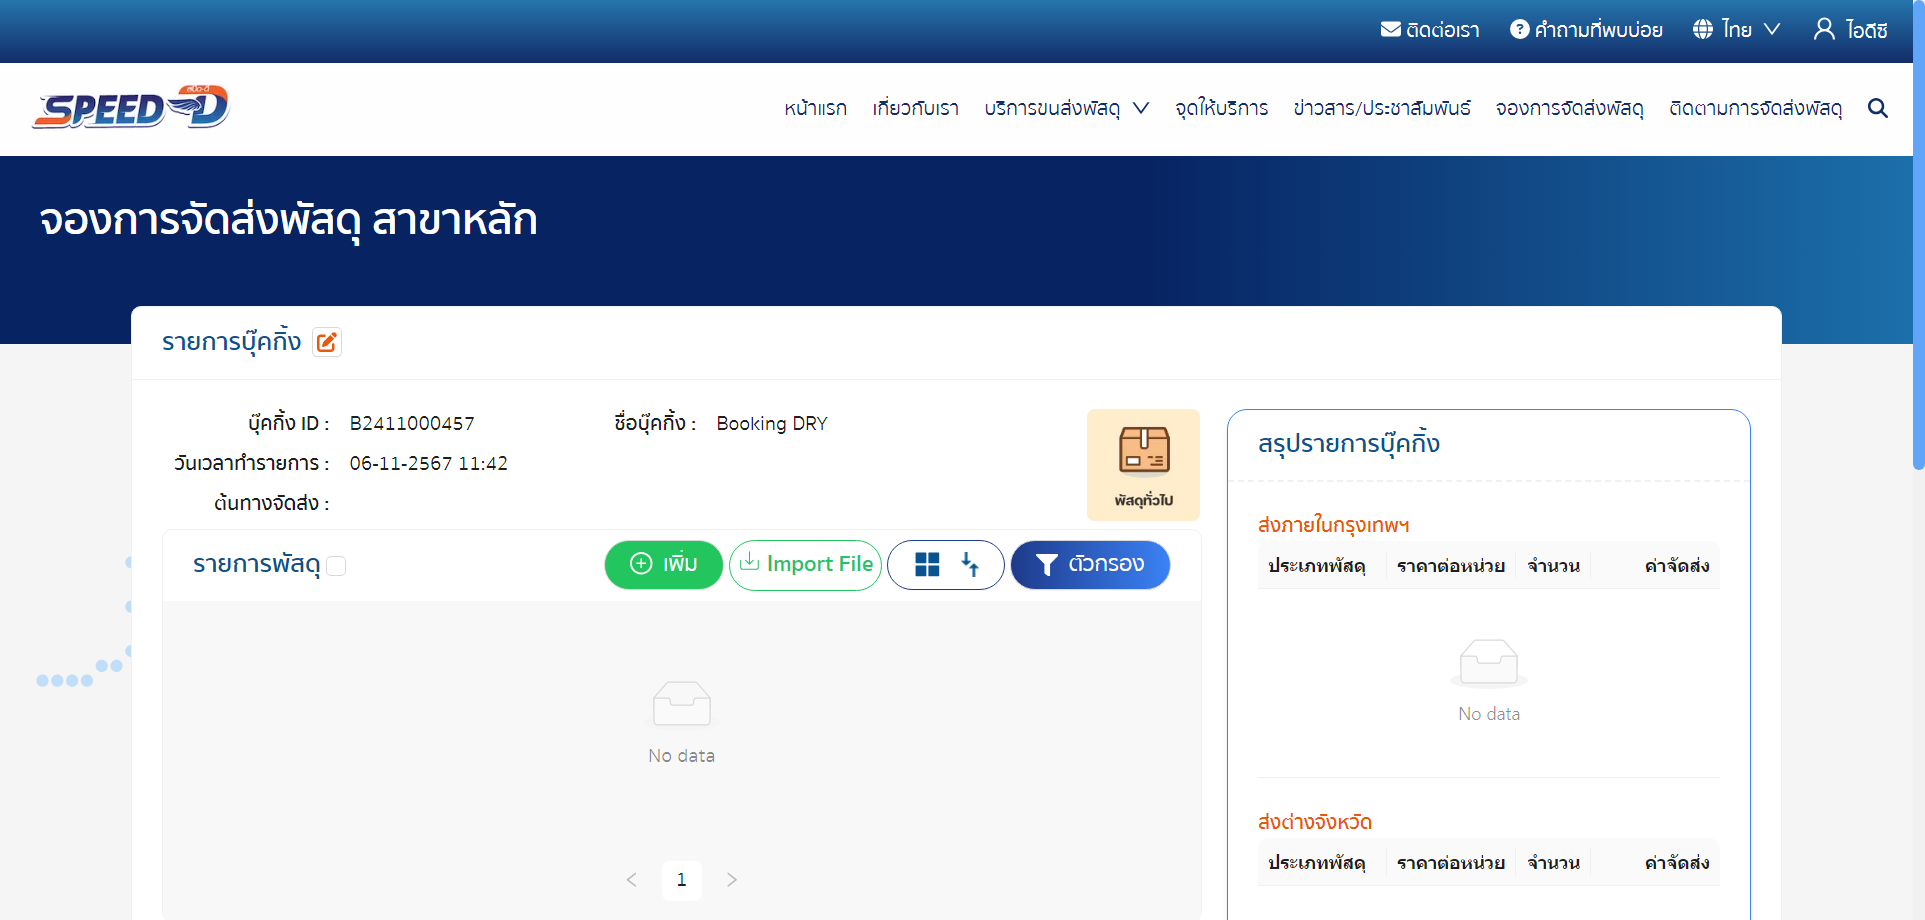 ติดต่อเรา คำถามที่พบบ่อย ไทย ไอดีซี
สปีด-ดี
SPEED-D
หน้าแรก เกี่ยวกับเรา บริการขนส่งพัสดุ จุดให้บริการ ข่าวสาร/ประชาสัมพันธ์ จองการจัดส่งพัสดุ ติดตามการจัดส่งพัสดุ
จองการจัดส่งพัสดุ สาขาหลัก
รายการบุ๊คกิ้ง
บุ๊คกิ้ง ID : B2411000457 ชื่อบุ๊คกิ้ง : Booking DRY
วันเวลาทำรายการ : 06-11-2567 11:42
ต้นทางจัดส่ง :
พัสดุทั่วไป
รายการพัสดุ เพิ่ม Import File ตัวกรอง
No data
1
สรุปรายการบุ๊คกิ้ง
ส่งภายในกรุงเทพฯ
ประเภทพัสดุ ราคาต่อหน่วย จำนวน ค่าจัดส่ง
No data
ส่งต่างจังหวัด
ประเภทพัสดุ ราคาต่อหน่วย จำนวน ค่าจัดส่ง